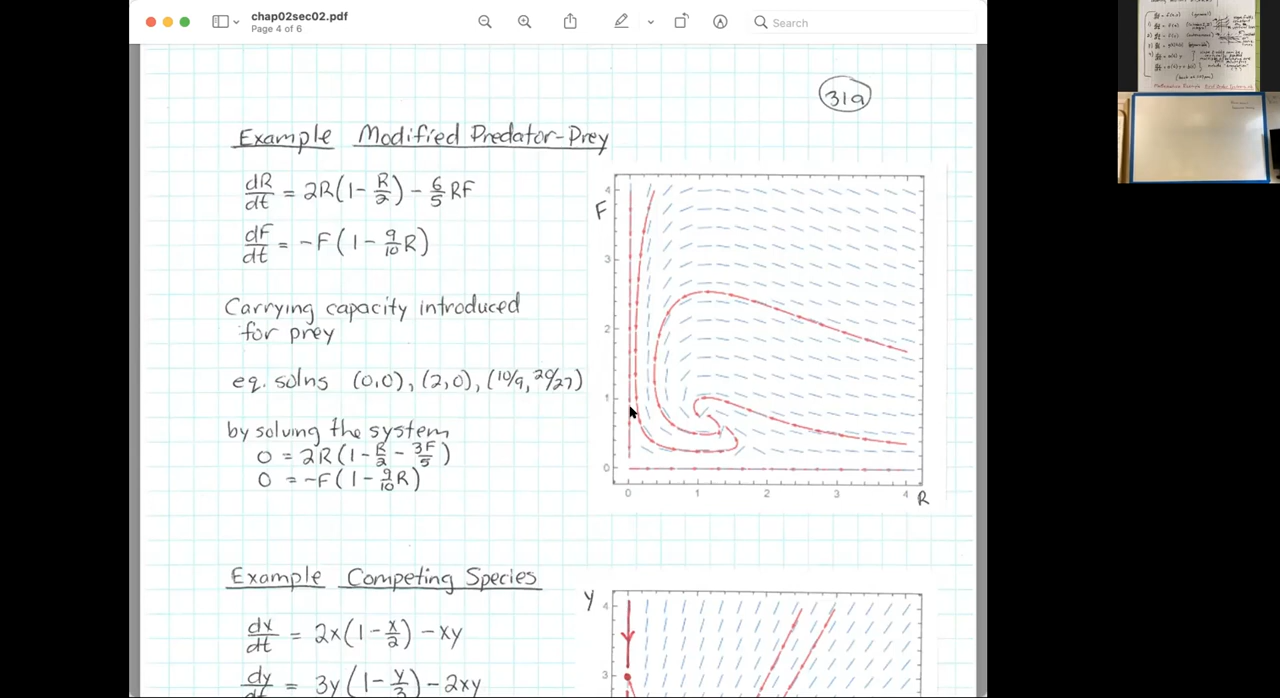 chap02sec02.pdf
Page 4 of 6
Search
31a
Example Modified Predator-Prey
dR/dt = 2R(1-R/2) - 6/5 RF
dF/dt = -F(1-9/10 R)
Carrying capacity introduced
for prey
eq. solns (0,0), (2,0), (10/9, 20/27)
by solving the system
0 = 2R(1-R/2-3F/5)
0 = -F(1-9/10 R)
F
4
3
2
1
0
0 1 2 3 4 R
Example Competing Species
dx/dt = 2x(1-x/2) - xy
dy/dt = 3y(1-y/3) - 2xy
y
4
3